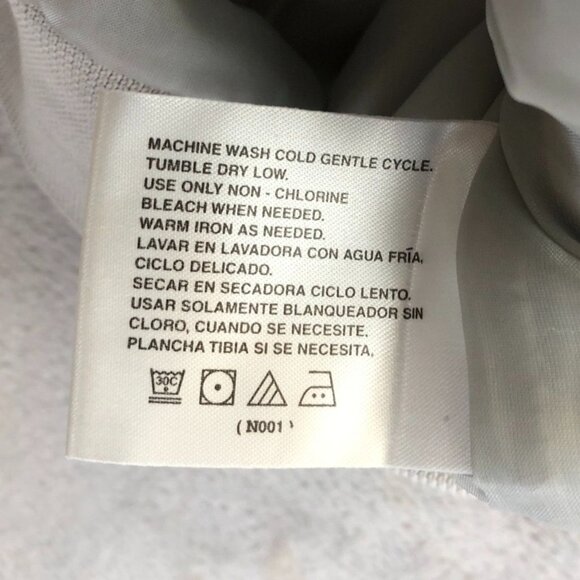 MACHINE WASH COLD GENTLE CYCLE.
TUMBLE DRY LOW.
USE ONLY NON - CHLORINE
BLEACH WHEN NEEDED.
WARM IRON AS NEEDED.
LAVAR EN LAVADORA CON AGUA FRÍA,
CICLO DELICADO.
SECAR EN SECADORA CICLO LENTO.
USAR SOLAMENTE BLANQUEADOR SIN
CLORO, CUANDO SE NECESITE.
PLANCHA TIBIA SI SE NECESITA.
30C
( N001 )